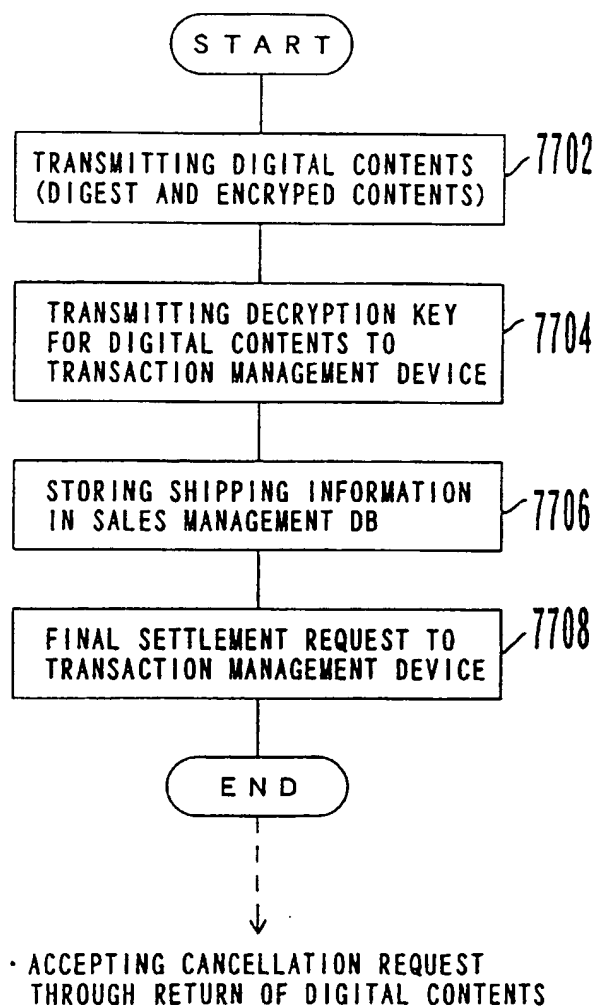 START
TRANSMITTING DIGITAL CONTENTS
(DIGEST AND ENCRYPED CONTENTS)
7702
TRANSMITTING DECRYPTION KEY
FOR DIGITAL CONTENTS TO
TRANSACTION MANAGEMENT DEVICE
7704
STORING SHIPPING INFORMATION
IN SALES MANAGEMENT DB
7706
FINAL SETTLEMENT REQUEST TO
TRANSACTION MANAGEMENT DEVICE
7708
END
· ACCEPTING CANCELLATION REQUEST
THROUGH RETURN OF DIGITAL CONTENTS